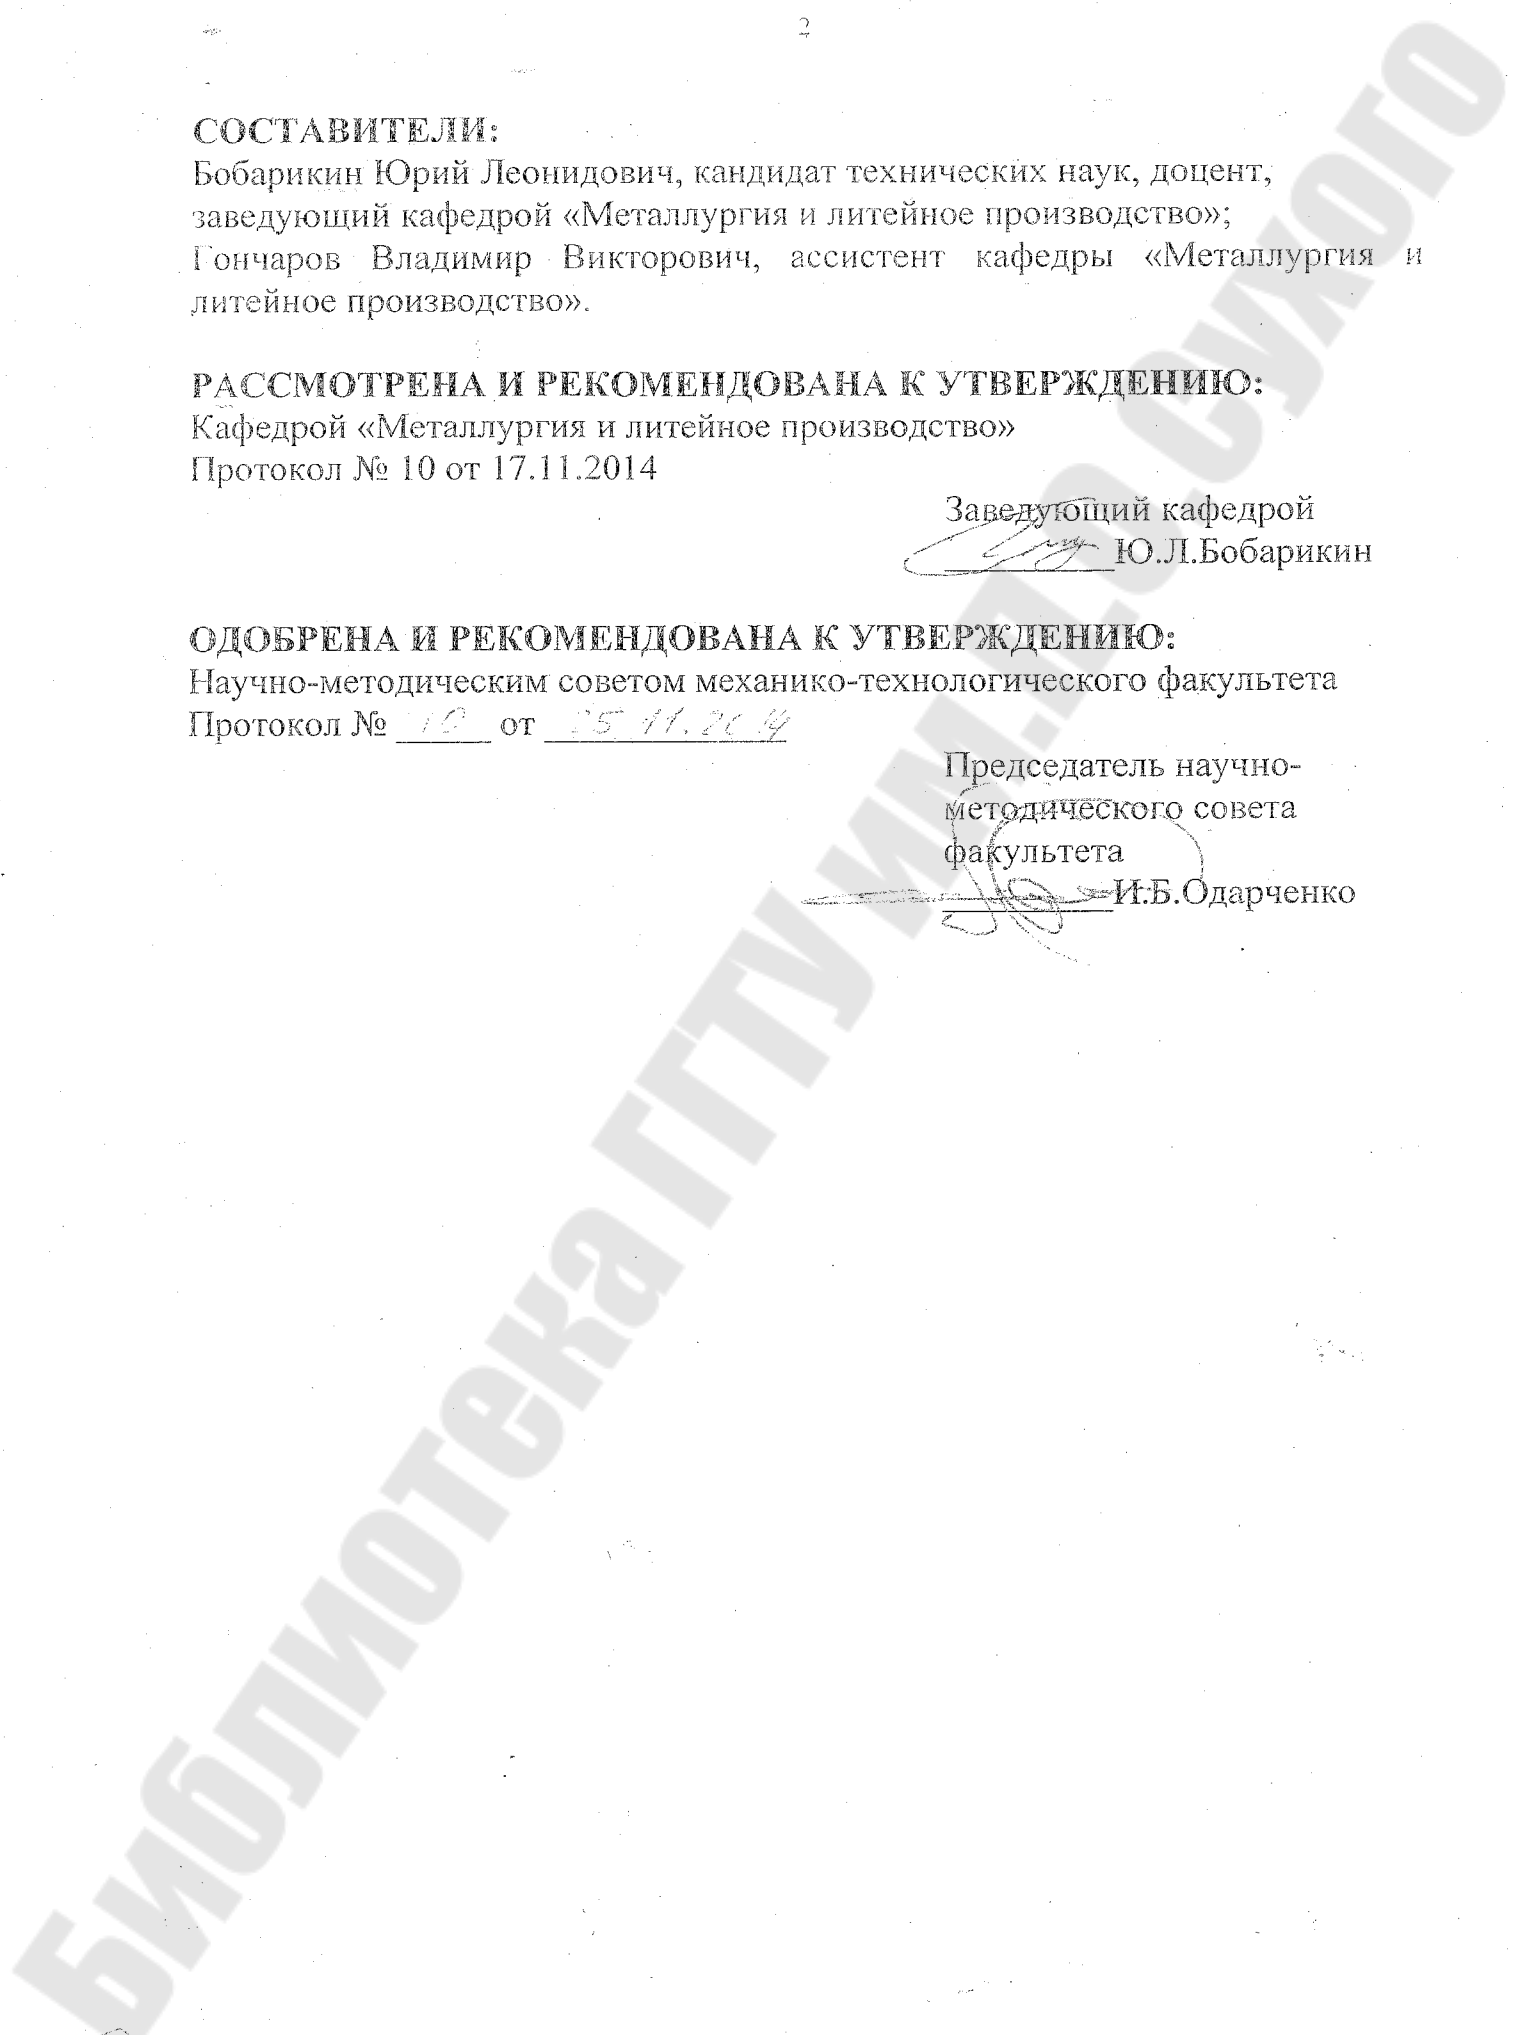 2
СОСТАВИТЕЛИ:
Бобарикин Юрий Леонидович, кандидат технических наук, доцент,
заведующий кафедрой «Металлургия и литейное производство»;
Гончаров Владимир Викторович, ассистент кафедры «Металлургия и
литейное производство».
РАССМОТРЕНА И РЕКОМЕНДОВАНА К УТВЕРЖДЕНИЮ:
Кафедрой «Металлургия и литейное производство»
Протокол № 10 от 17.11.2014
Заведующий кафедрой
Ю.Л.Бобарикин
ОДОБРЕНА И РЕКОМЕНДОВАНА К УТВЕРЖДЕНИЮ:
Научно-методическим советом механико-технологического факультета
Протокол № 10 от 25 11.2014
Председатель научно-
методического совета
факультета
И.Б.Одарченко
Библиотека ГГТУ им.П.О.Сухого